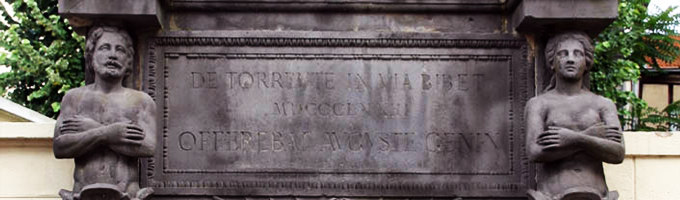 DE TORRENTE IN VIA BIBET
OFFEREBAT AVGVSTE GENIN